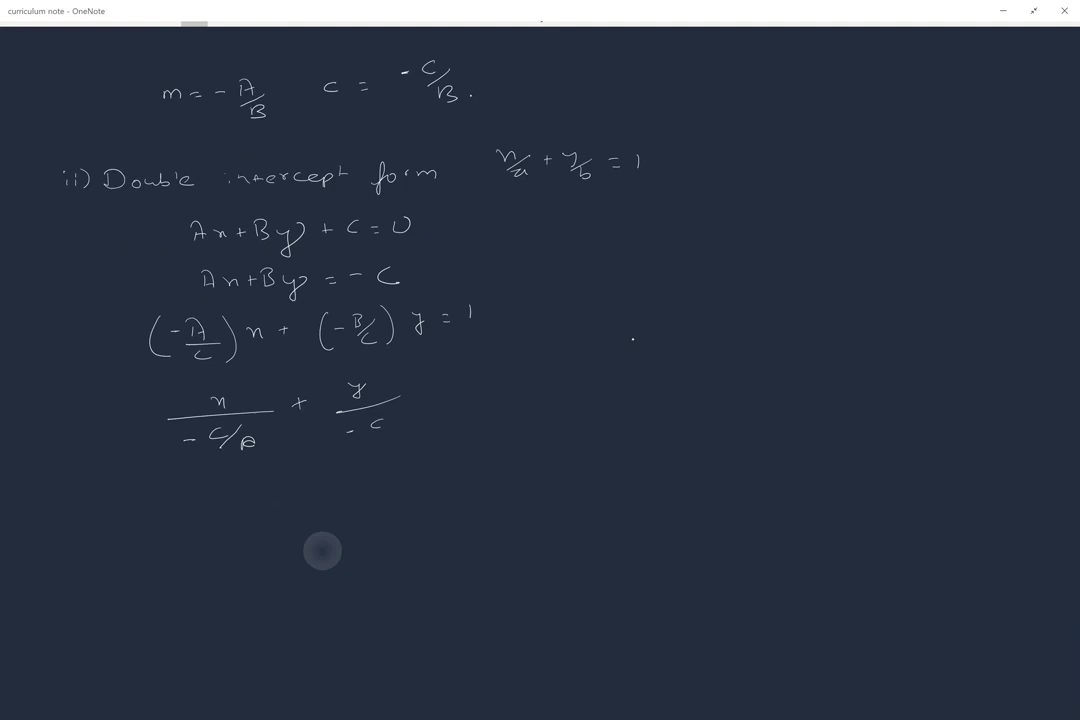 curriculum note - OneNote
m = - A/B c = - C/B.
ii) Double intercept form x/a + y/b = 1
Ax + By + C = 0
Ax + By = - C
(-A/C) x + (-B/C) y = 1
x/(-C/A) + y/(-C